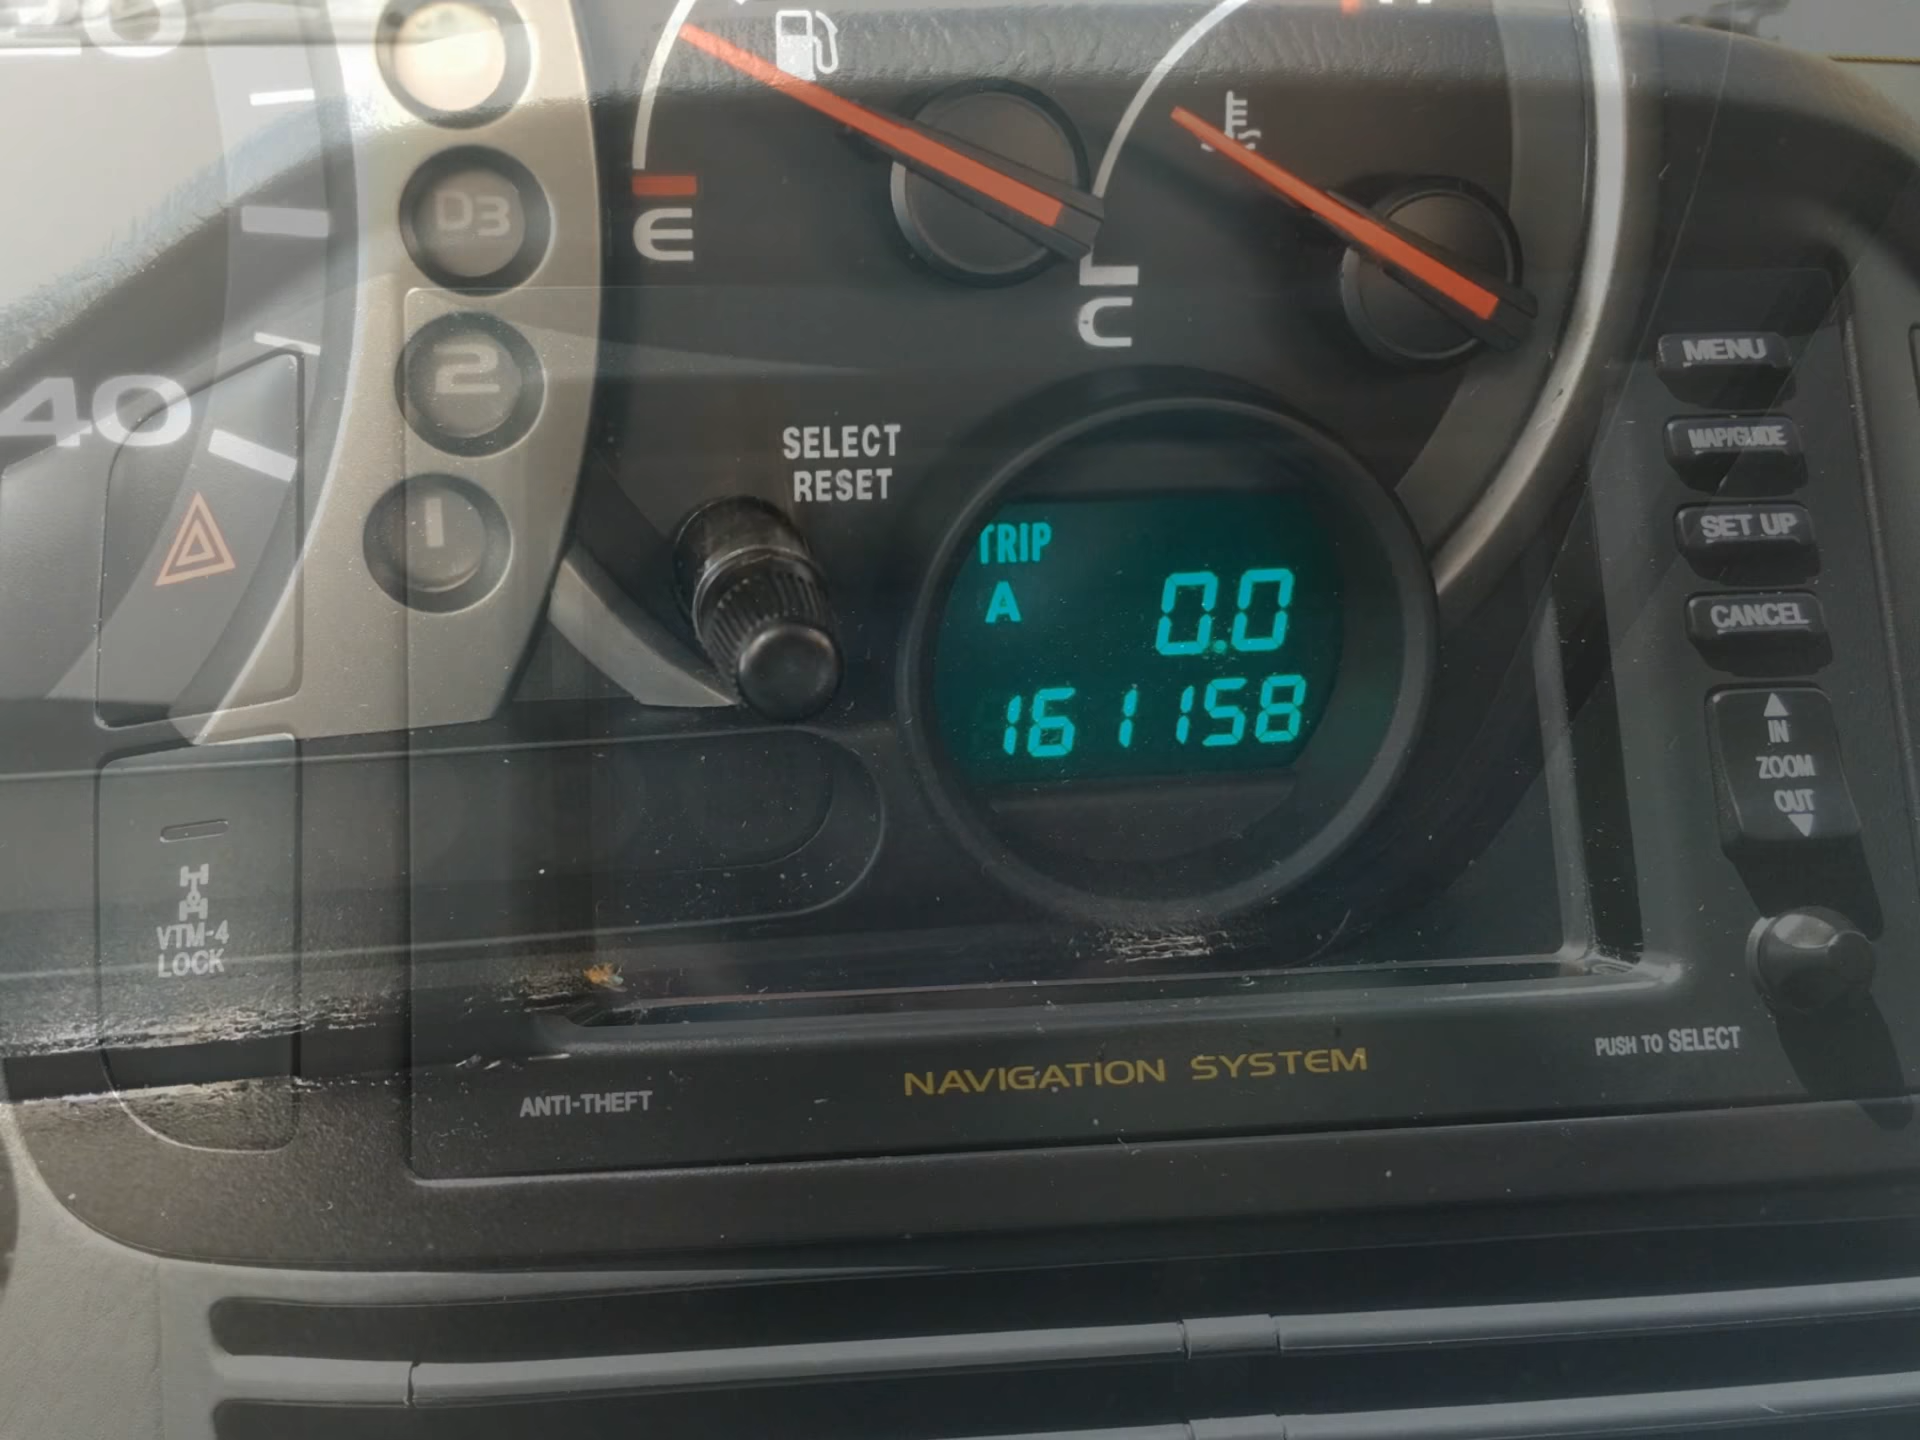 20
D3
E
2
C
MENU
40
SELECT
RESET
MAP/GUIDE
1
TRIP
A 0.0
161158
SET UP
CANCEL
IN
ZOOM
OUT
VTM-4
LOCK
PUSH TO SELECT
NAVIGATION SYSTEM
ANTI-THEFT